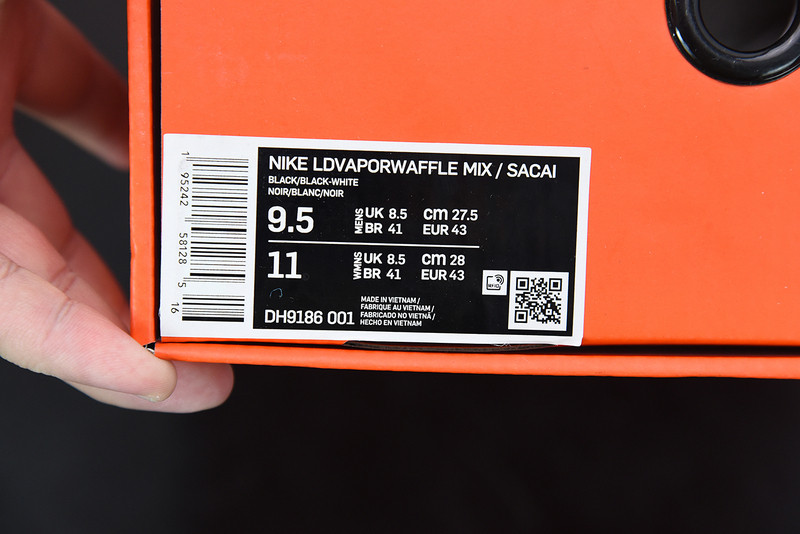 NIKE LDVAPORWAFFLE MIX / SACAI
BLACK/BLACK-WHITE
NOIR/BLANC/NOIR
9.5 MENS UK 8.5 cm 27.5
BR 41 EUR 43
11 WMNS UK 8.5 cm 28
BR 41 EUR 43
MADE IN VIETNAM /
FABRIQUE AU VIETNAM /
FABRICADO NO VIETNÃ /
HECHO EN VIETNAM
DH9186 001
1 95242 58128 5 16